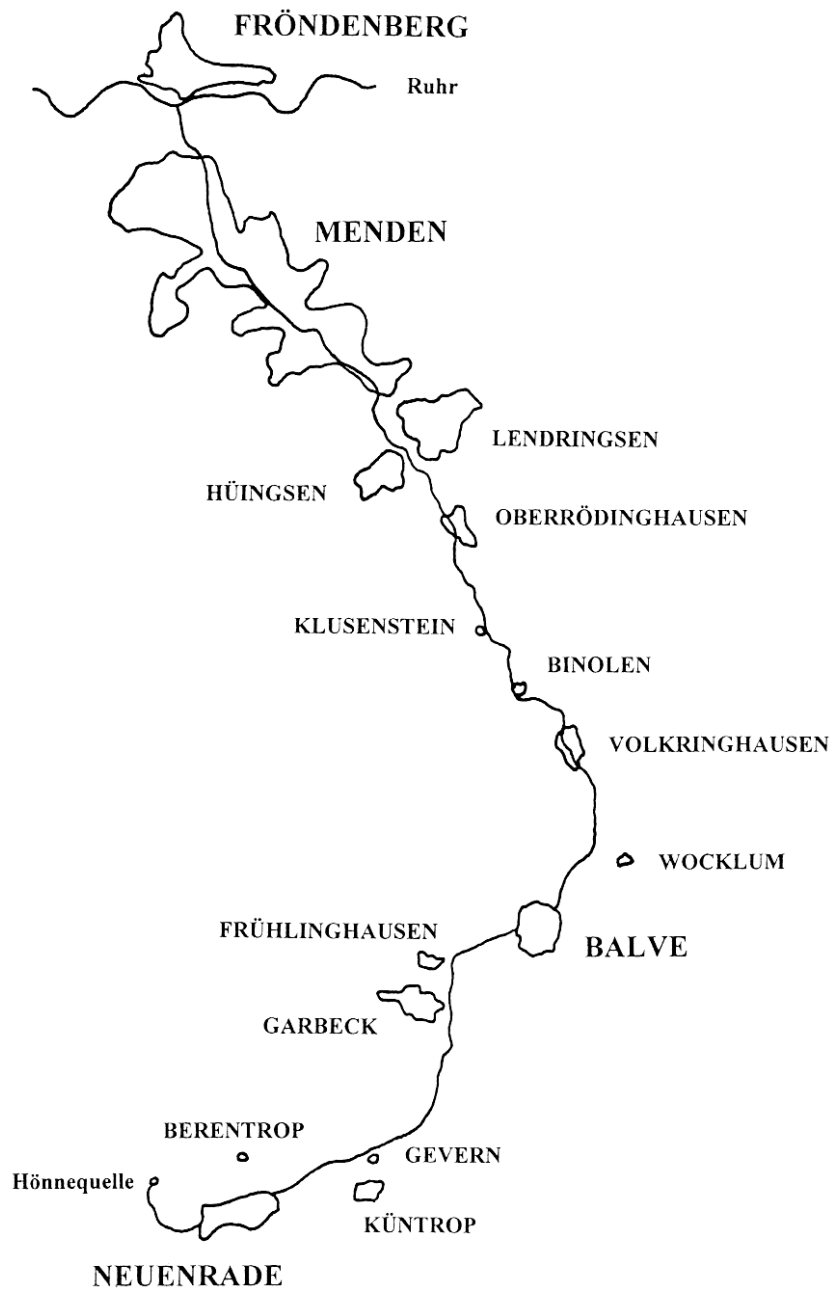 FRÖNDENBERG
Ruhr
MENDEN
LENDRINGSEN
HÜINGSEN
OBERRÖDINGHAUSEN
KLUSENSTEIN
BINOLEN
VOLKRINGHAUSEN
WOCKLUM
FRÜHLINGHAUSEN
BALVE
GARBECK
BERENTROP
GEVERN
Hönnequelle
KÜNTROP
NEUENRADE